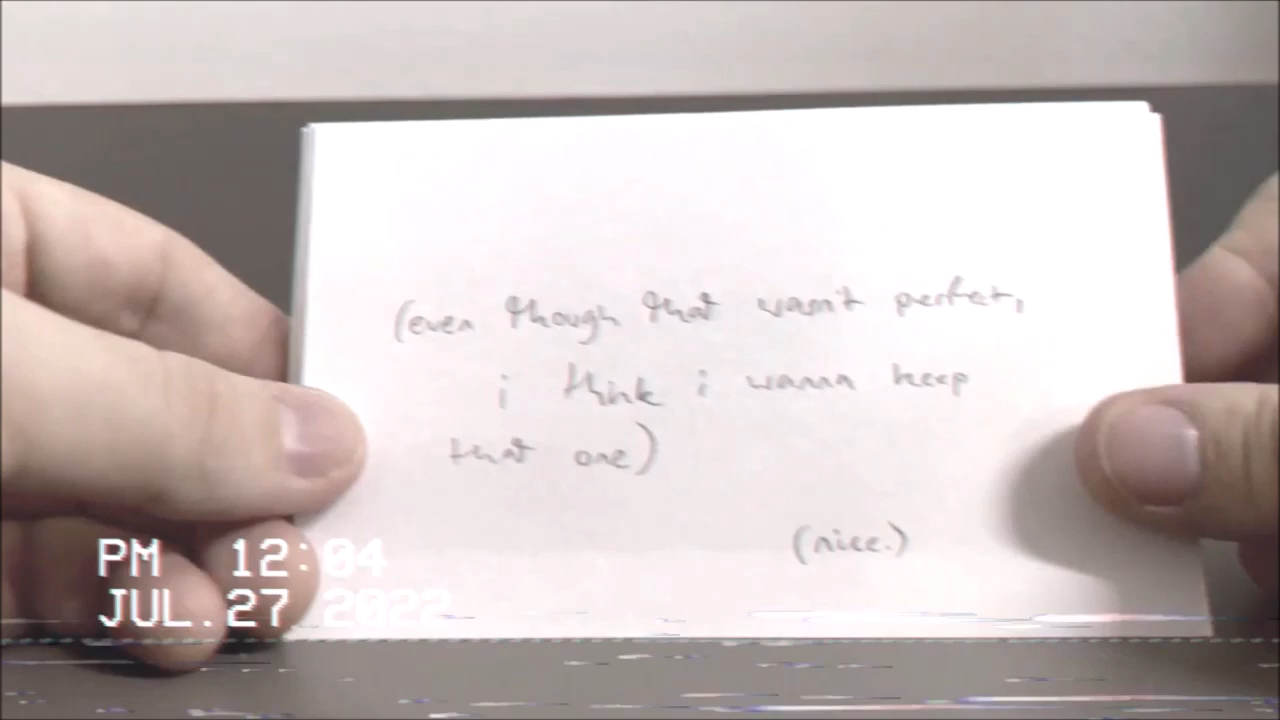 (even though that wasn't perfect,
i think i wanna keep
that one)
(nice.)
PM 12:04
JUL.27 2022